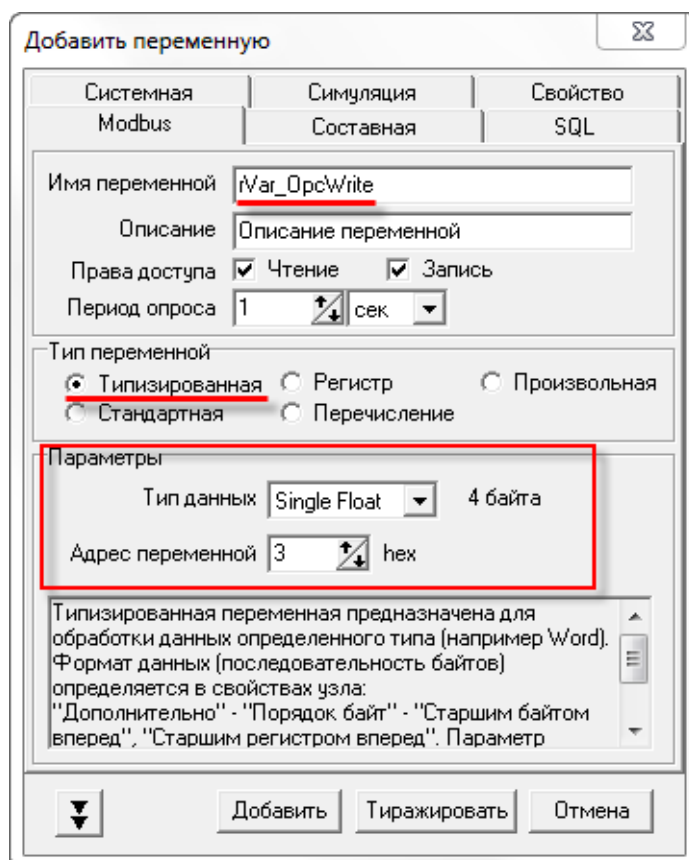 Добавить переменную
Системная Симуляция Свойство
Modbus Составная SQL
Имя переменной rVar_OpcWrite
Описание Описание переменной
Права доступа Чтение Запись
Период опроса 1 сек
Тип переменной
Типизированная Регистр Произвольная
Стандартная Перечисление
Параметры
Тип данных Single Float 4 байта
Адрес переменной 3 hex
Типизированная переменная предназначена для
обработки данных определенного типа (например Word).
Формат данных (последовательность байтов)
определяется в свойствах узла:
"Дополнительно" - "Порядок байт" - "Старшим байтом
вперед", "Старшим регистром вперед". Параметр
Добавить Тиражировать Отмена